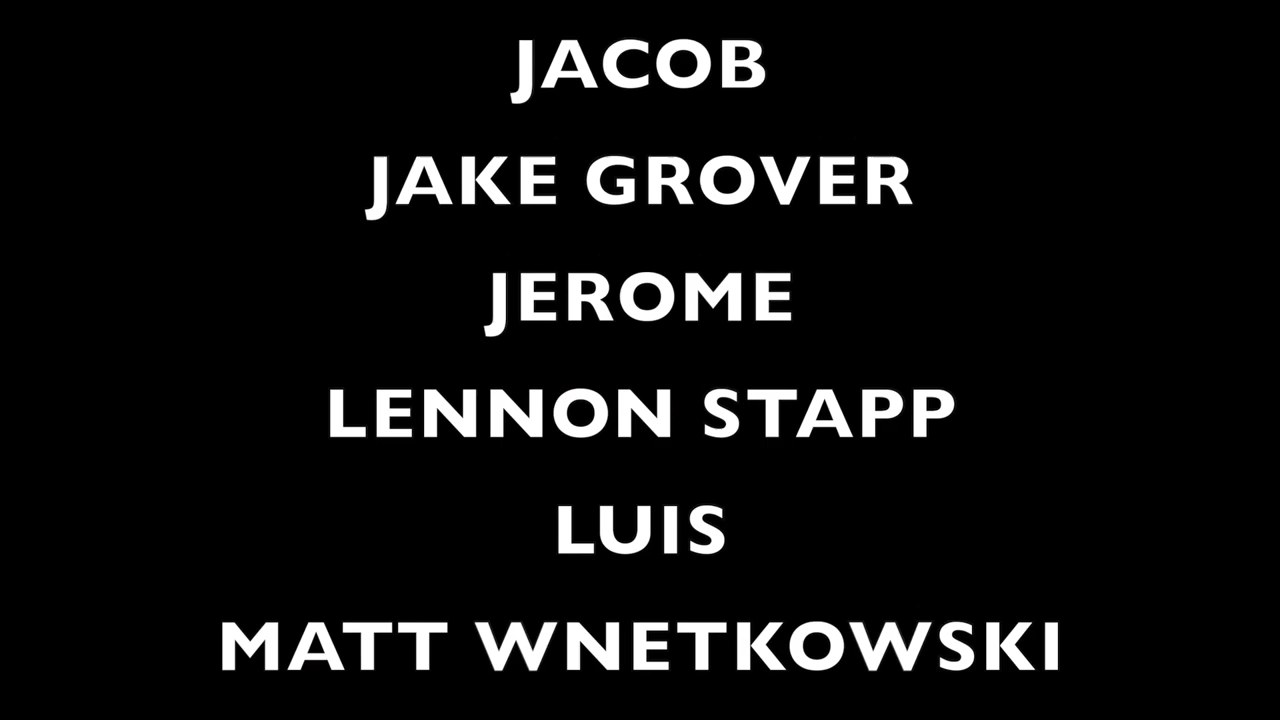 JACOB
JAKE GROVER
JEROME
LENNON STAPP
LUIS
MATT WNETKOWSKI